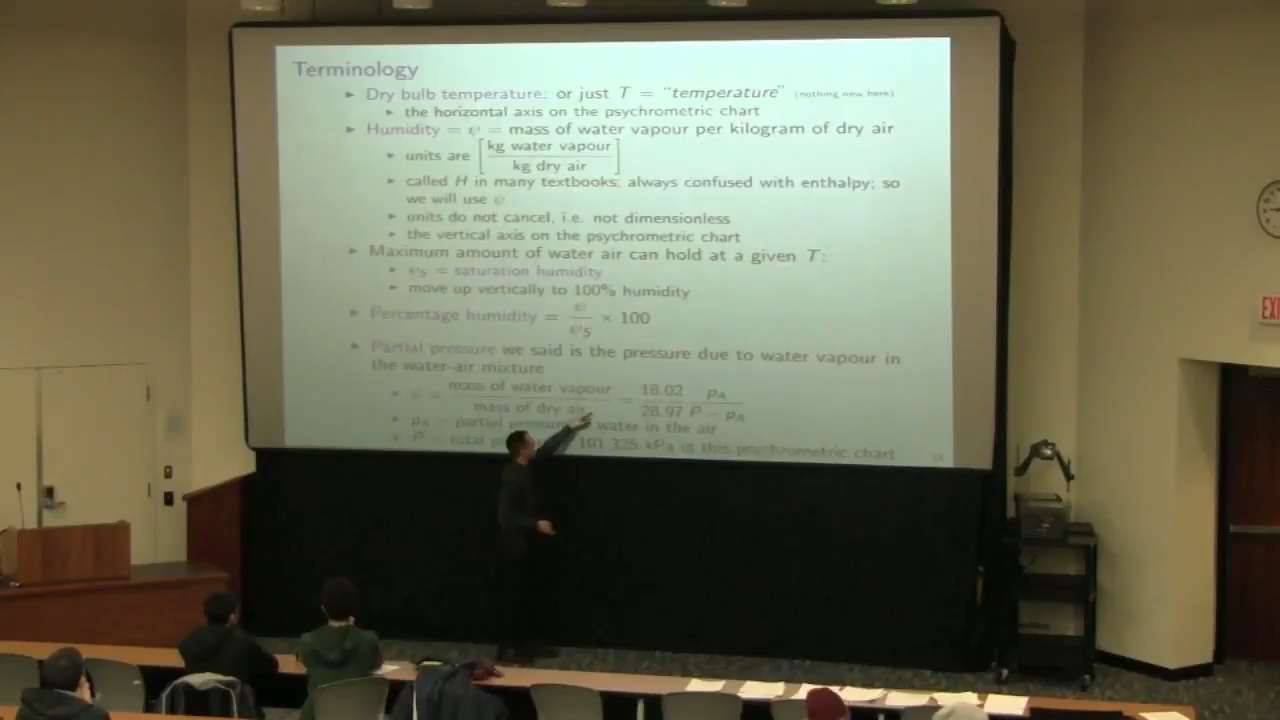 Terminology
► Dry bulb temperature: or just T = "temperature" (nothing new here)
► the horizontal axis on the psychrometric chart
► Humidity = ψ = mass of water vapour per kilogram of dry air
► units are [kg water vapour / kg dry air]
► called H in many textbooks; always confused with enthalpy; so
we will use ψ
► units do not cancel, i.e. not dimensionless
► the vertical axis on the psychrometric chart
► Maximum amount of water air can hold at a given T:
► ψS = saturation humidity
► move up vertically to 100% humidity
► Percentage humidity = ψ / ψS × 100
► Partial pressure we said is the pressure due to water vapour in
the water-air mixture
► ψ = mass of water vapour / mass of dry air = 18.02 / 28.97 pA / P − pA
► pA = partial water in the air
► P = total 101.325 kPa in this psychrometric chart
EXI